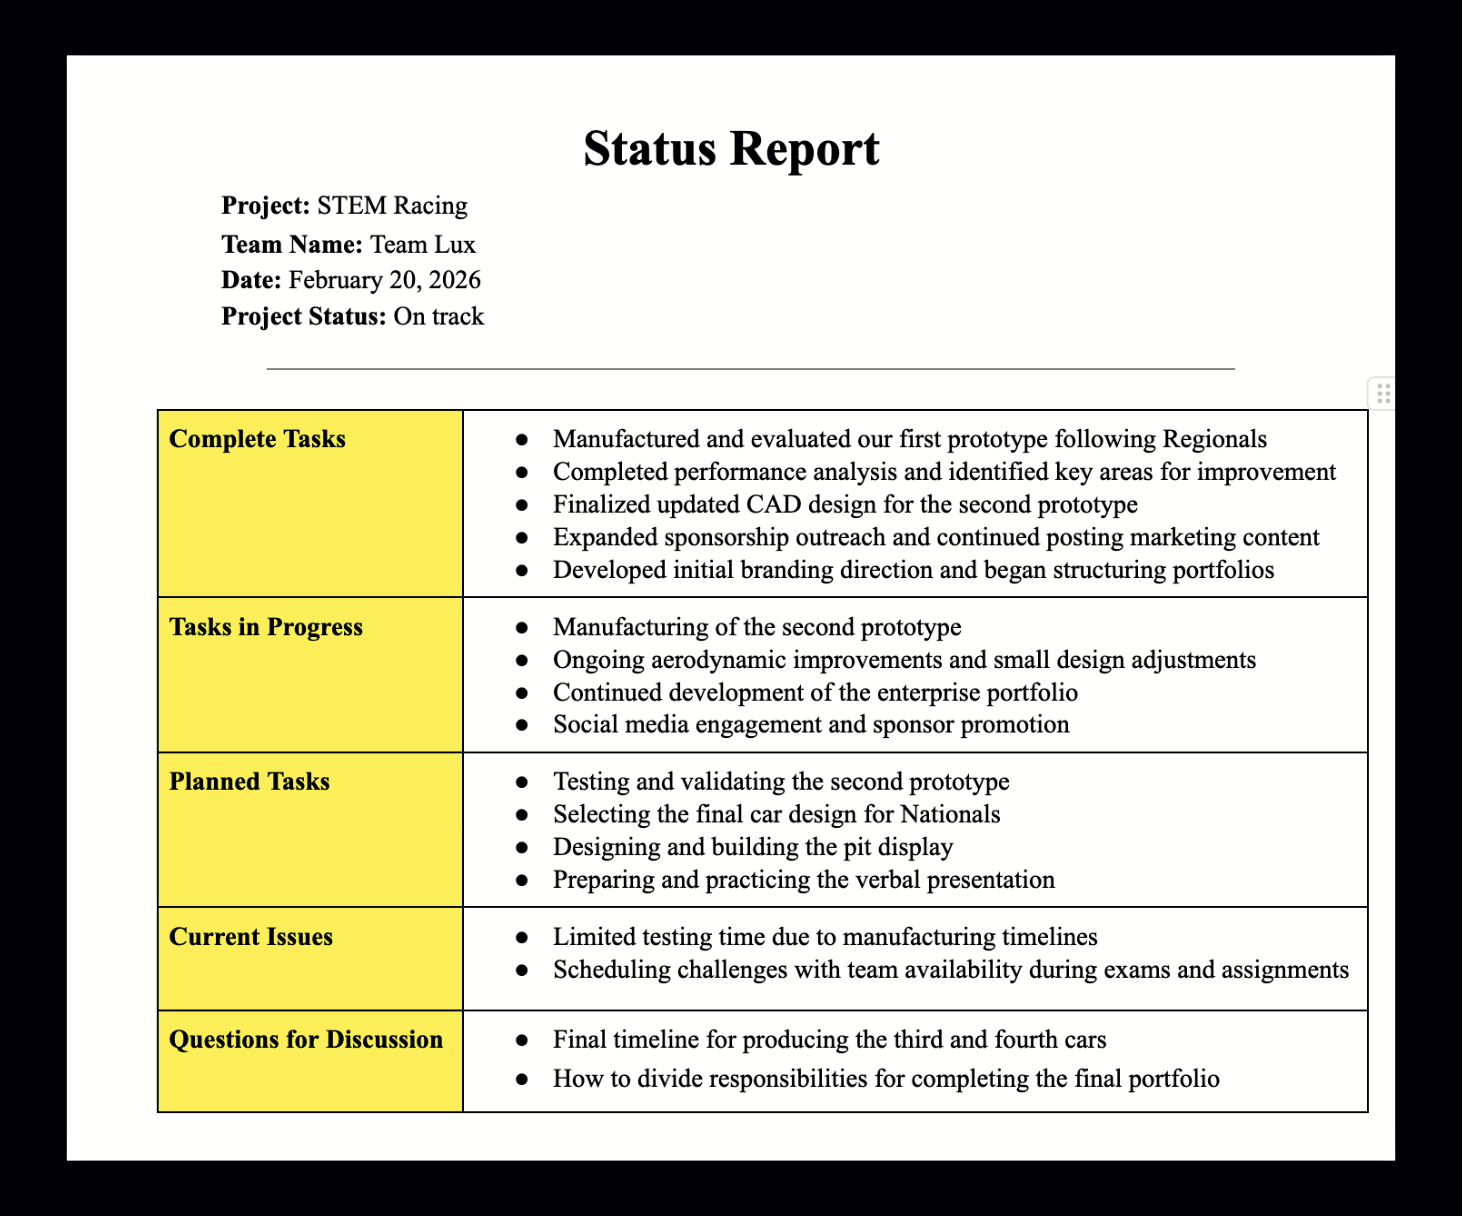 Status Report
Project: STEM Racing
Team Name: Team Lux
Date: February 20, 2026
Project Status: On track
Complete Tasks
● Manufactured and evaluated our first prototype following Regionals
● Completed performance analysis and identified key areas for improvement
● Finalized updated CAD design for the second prototype
● Expanded sponsorship outreach and continued posting marketing content
● Developed initial branding direction and began structuring portfolios
Tasks in Progress
● Manufacturing of the second prototype
● Ongoing aerodynamic improvements and small design adjustments
● Continued development of the enterprise portfolio
● Social media engagement and sponsor promotion
Planned Tasks
● Testing and validating the second prototype
● Selecting the final car design for Nationals
● Designing and building the pit display
● Preparing and practicing the verbal presentation
Current Issues
● Limited testing time due to manufacturing timelines
● Scheduling challenges with team availability during exams and assignments
Questions for Discussion
● Final timeline for producing the third and fourth cars
● How to divide responsibilities for completing the final portfolio